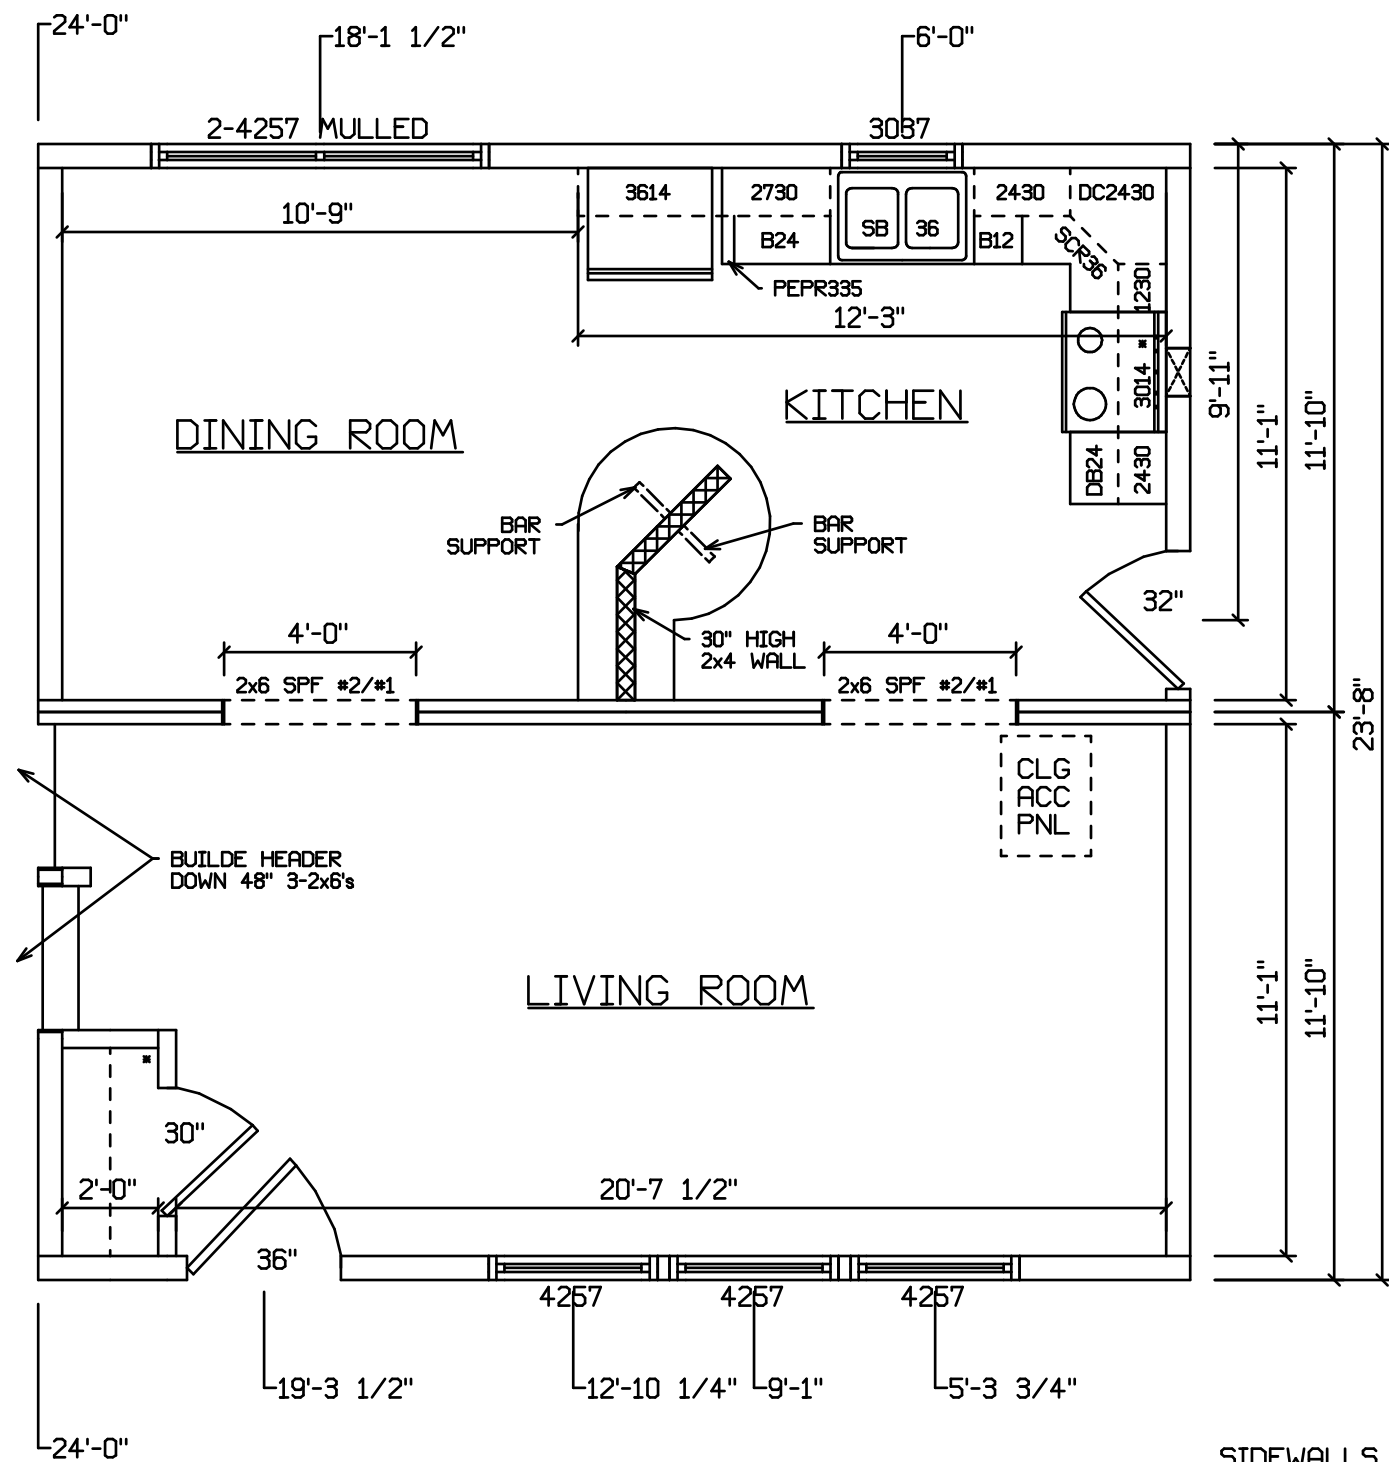 24'-0"
18'-1 1/2"
6'-0"
2-4257 MULLED
3037
3614
2730
2430
DC2430
10'-9"
B24
SB 36
B12
SCR36
1230
PEPR335
12'-3"
3014 *
9'-11"
11'-1"
11'-10"
KITCHEN
DINING ROOM
DB24
2430
BAR
SUPPORT
BAR
SUPPORT
32"
4'-0"
30" HIGH
2x4 WALL
4'-0"
2x6 SPF #2/#1
2x6 SPF #2/#1
23'-8"
CLG
ACC
PNL
BUILDE HEADER
DOWN 48" 3-2x6's
LIVING ROOM
11'-1"
11'-10"
*
30"
2'-0"
20'-7 1/2"
36"
4257
4257
4257
19'-3 1/2"
12'-10 1/4"
9'-1"
5'-3 3/4"
24'-0"
SIDEWALLS